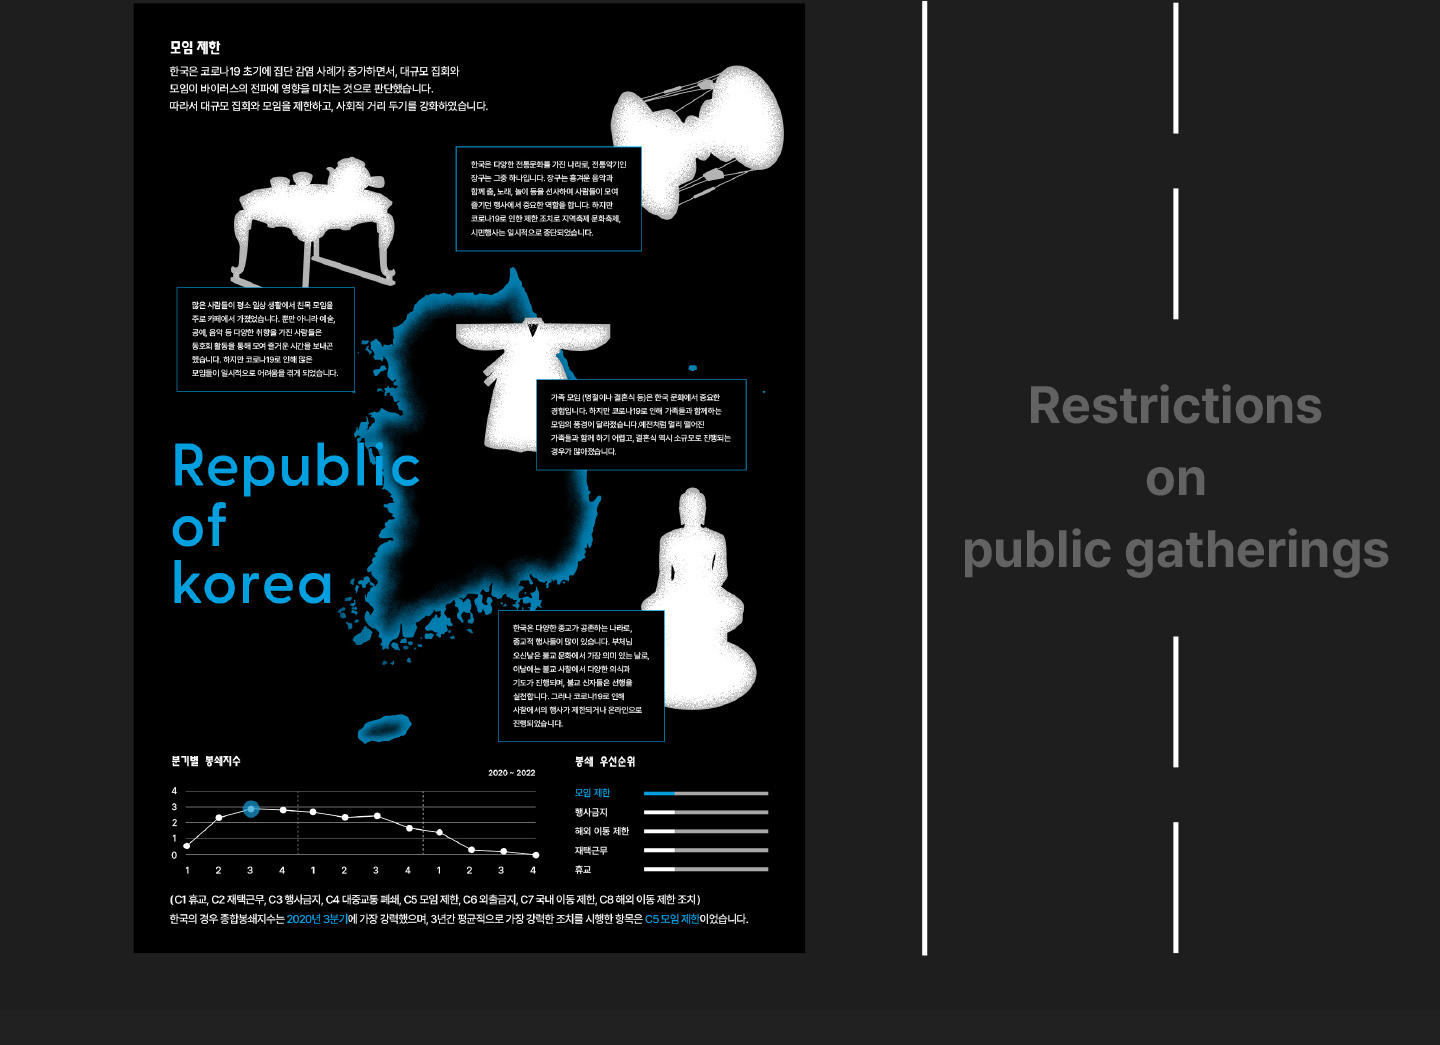 모임 제한
한국은 코로나19 초기에 집단 감염 사례가 증가하면서, 대규모 집회와
모임이 바이러스의 전파에 영향을 미치는 것으로 판단했습니다.
따라서 대규모 집회와 모임을 제한하고, 사회적 거리 두기를 강화하였습니다.
한국은 다양한 전통문화를 가진 나라로, 전통악기인
장구는 그중 하나입니다. 장구는 흥겨운 음악과
함께 춤, 노래, 놀이 등을 선사하며 사람들이 모여
즐기던 행사에서 중요한 역할을 합니다. 하지만
코로나19로 인한 제한 조치로 지역축제 문화축제,
시민행사는 일시적으로 중단되었습니다.
많은 사람들이 평소 일상 생활에서 친목 모임을
주로 카페에서 가졌었습니다. 뿐만 아니라 예술,
공예, 음악 등 다양한 취향을 가진 사람들은
동호회 활동을 통해 모여 즐거운 시간을 보내곤
했습니다. 하지만 코로나19로 인해 많은
모임들이 일시적으로 어려움을 겪게 되었습니다.
가족 모임 (명절이나 결혼식 등)은 한국 문화에서 중요한
경험입니다. 하지만 코로나19로 인해 가족들과 함께하는
모임의 풍경이 달라졌습니다.예전처럼 멀리 떨어진
가족들과 함께 하기 어렵고, 결혼식 역시 소규모로 진행되는
경우가 많아졌습니다.
Republic
of
korea
한국은 다양한 종교가 공존하는 나라로,
종교적 행사들이 많이 있습니다. 부처님
오신날은 불교 문화에서 가장 의미 있는 날로,
이날에는 불교 사찰에서 다양한 의식과
기도가 진행되며, 불교 신자들은 선행을
실천합니다. 그러나 코로나19로 인해
사찰에서의 행사가 제한되거나 온라인으로
진행되었습니다.
분기별 봉쇄지수
2020 ~ 2022
4
3
2
1
0
1 2 3 4 1 2 3 4 1 2 3 4
봉쇄 우선순위
모임 제한
행사금지
해외 이동 제한
재택근무
휴교
(C1 휴교, C2 재택근무, C3 행사금지, C4 대중교통 폐쇄, C5 모임 제한, C6 외출금지, C7 국내 이동 제한, C8 해외 이동 제한 조치)
한국의 경우 종합봉쇄지수는 2020년 3분기에 가장 강력했으며, 3년간 평균적으로 가장 강력한 조치를 시행한 항목은 C5 모임 제한이었습니다.
Restrictions
on
public gatherings